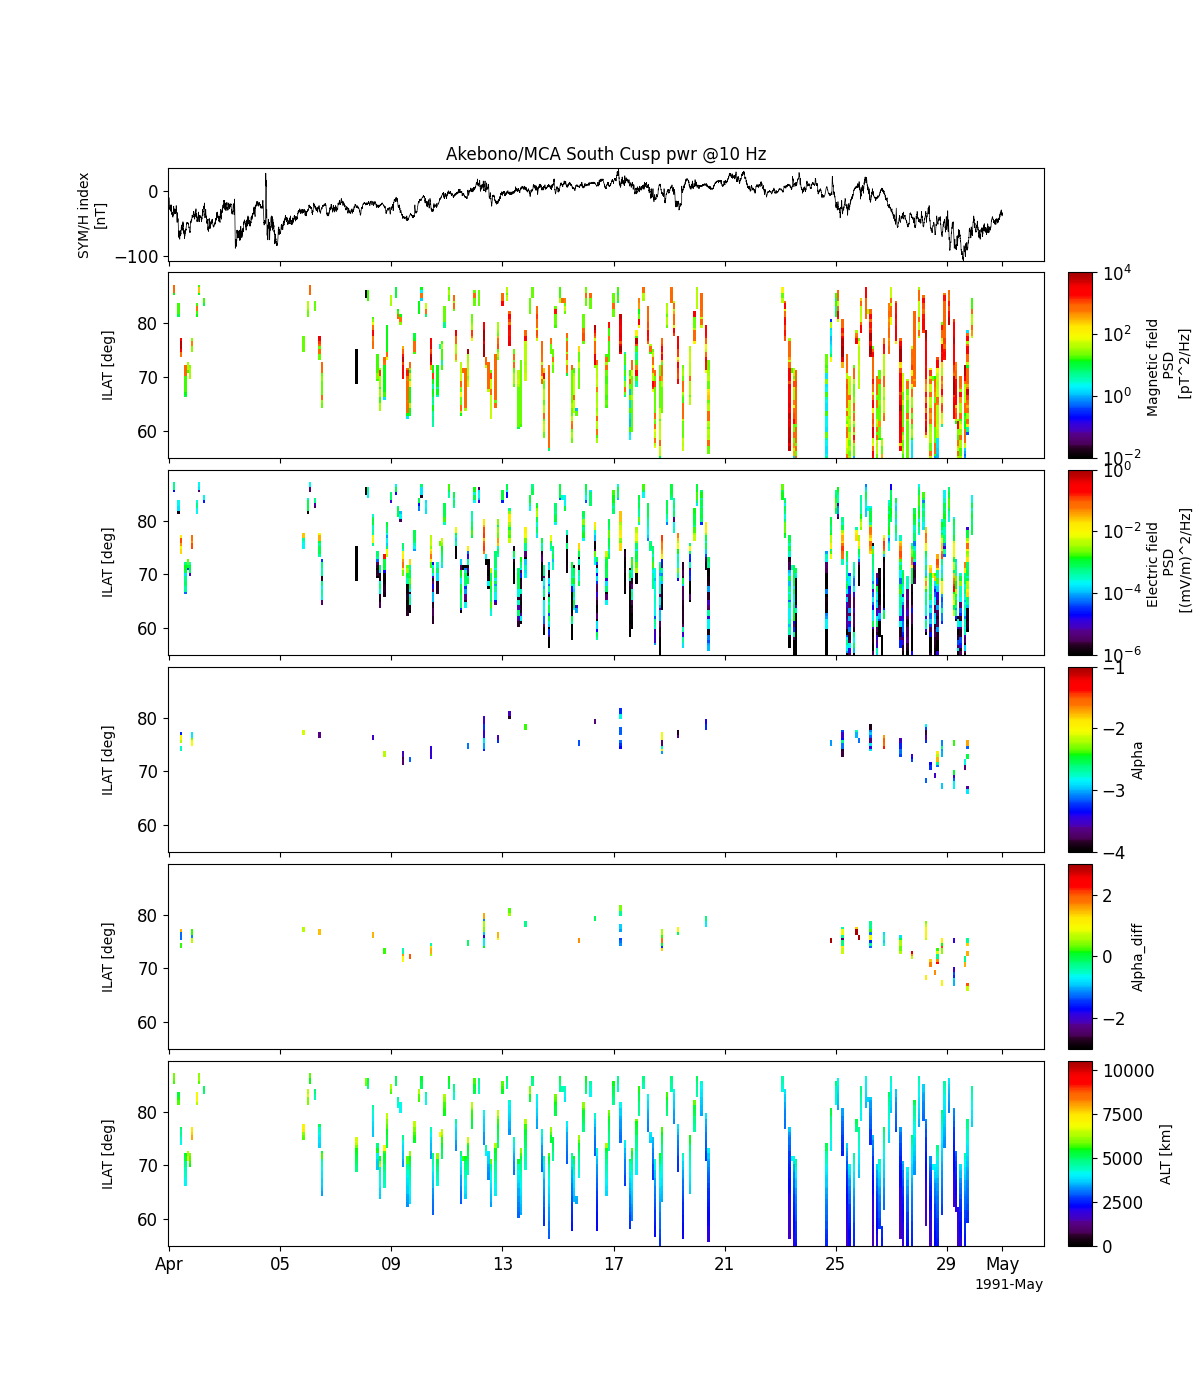 Akebono/MCA South Cusp pwr @10 Hz
SYM/H index
[nT]
0
−100
ILAT [deg]
80
70
60
10^4
10^2
10^0
10^-2
Magnetic field
PSD
[pT^2/Hz]
ILAT [deg]
80
70
60
10^0
10^-2
10^-4
10^-6
Electric field
PSD
[(mV/m)^2/Hz]
ILAT [deg]
80
70
60
−1
−2
−3
−4
Alpha
ILAT [deg]
80
70
60
2
0
−2
Alpha_diff
ILAT [deg]
80
70
60
10000
7500
5000
2500
0
ALT [km]
Apr 05 09 13 17 21 25 29 May
1991-May